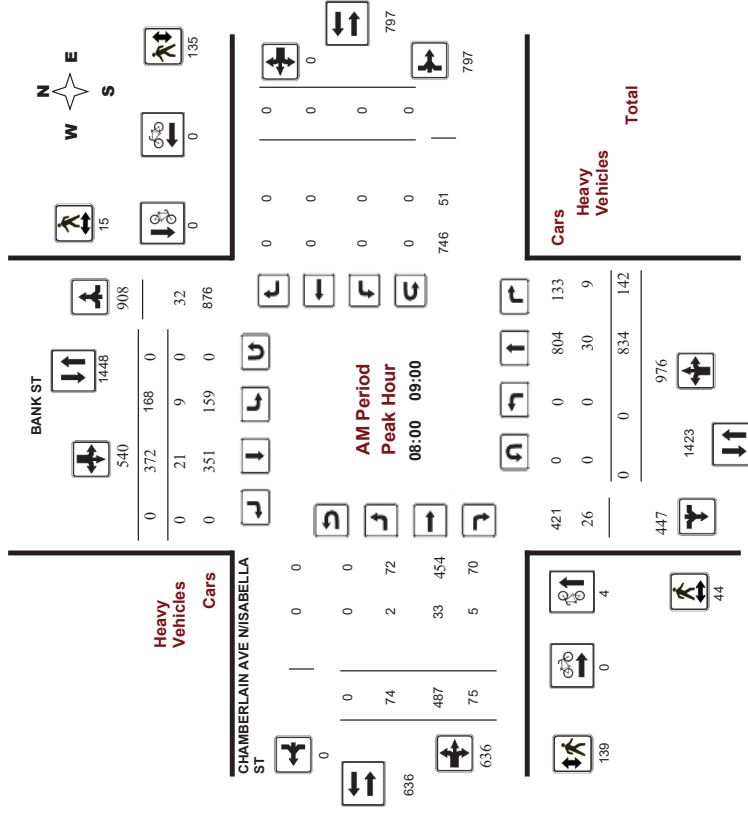 N
W E
S
15
135
0
0
BANK ST
540
1448
908
0 372 168 0
0 21 9 0 32
0 351 159 0 876
Heavy
Vehicles
Cars
CHAMBERLAIN AVE N/ISABELLA
ST
0
0 0
636
0 0 0
74 2 72
487 33 454
75 5 70
636
AM Period
Peak Hour
08:00 09:00
0
797
0 0 0
0 0 0
0 0 0
0 0 0
746 51
797
Cars
Heavy
Vehicles
Total
421 0 0 804 133
26 0 0 30 9
0 0 834 142
447
1423
976
139
0
4
44